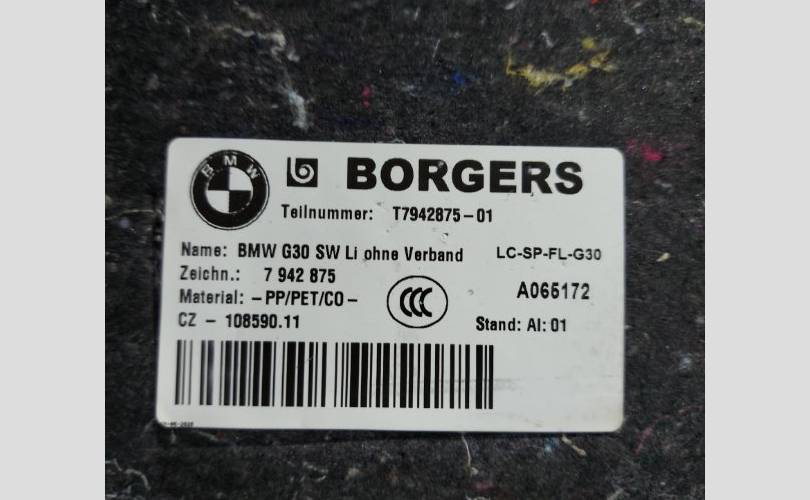 BMW
BORGERS
Teilnummer: T7942875-01
Name: BMW G30 SW Li ohne Verband LC-SP-FL-G30
Zeichn.: 7 942 875
Material: -PP/PET/CO- CCC A065172
CZ - 108590.11 Stand: AI: 01